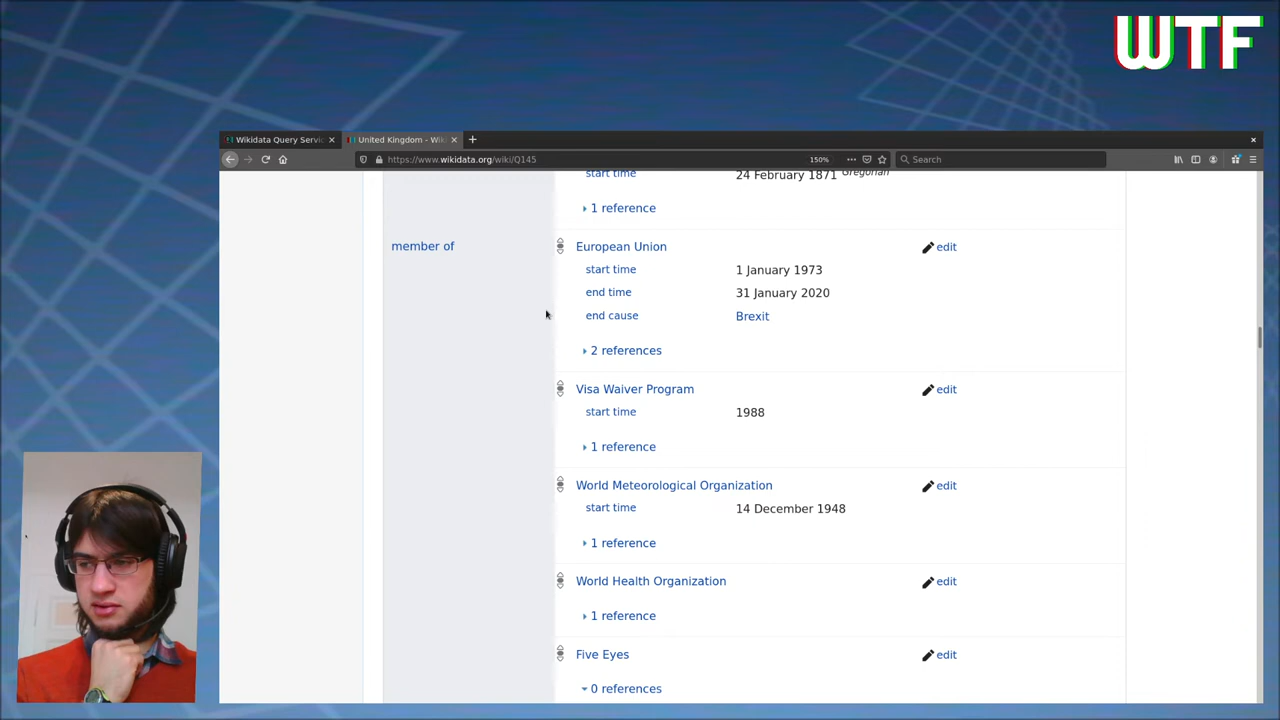 WTF
Wikidata Query Servic
United Kingdom - Wiki
https://www.wikidata.org/wiki/Q145
150%
Search
start time
24 February 1871 Gregorian
1 reference
member of
European Union
edit
start time
1 January 1973
end time
31 January 2020
end cause
Brexit
2 references
Visa Waiver Program
edit
start time
1988
1 reference
World Meteorological Organization
edit
start time
14 December 1948
1 reference
World Health Organization
edit
1 reference
Five Eyes
edit
0 references